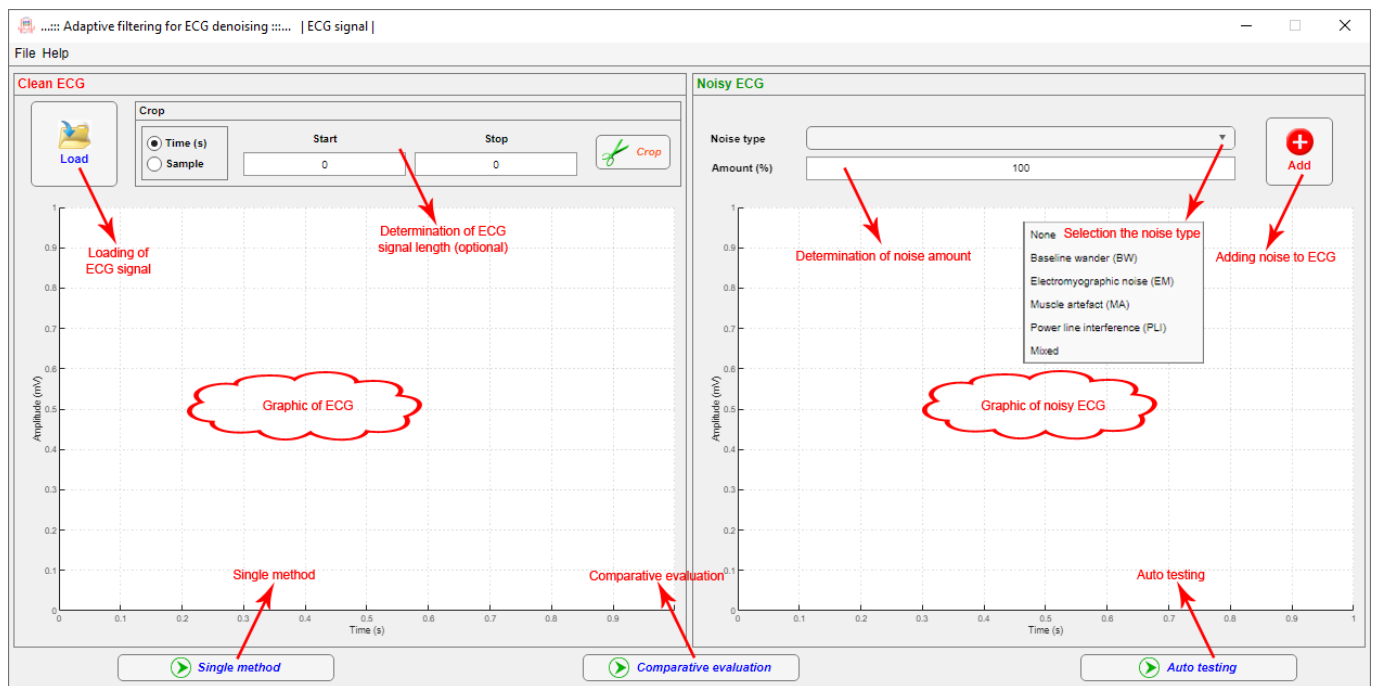 ...::: Adaptive filtering for ECG denoising :::... | ECG signal |
File Help
Clean ECG
Load
Crop
Time (s)
Sample
Start
Stop
0
0
Crop
Loading of
ECG signal
Determination of ECG
signal length (optional)
1
0.9
0.8
0.7
0.6
0.5
0.4
0.3
0.2
0.1
0
Amplitude (mV)
Graphic of ECG
0 0.1 0.2 0.3 0.4 0.5 0.6 0.7 0.8 0.9
Time (s)
Noisy ECG
Noise type
Amount (%)
100
Add
Determination of noise amount
Selection the noise type
Adding noise to ECG
None
Baseline wander (BW)
Electromyographic noise (EM)
Muscle artefact (MA)
Power line interference (PLI)
Mixed
1
0.9
0.8
0.7
0.6
0.5
0.4
0.3
0.2
0.1
0
Amplitude (mV)
Graphic of noisy ECG
0 0.1 0.2 0.3 0.4 0.5 0.6 0.7 0.8 0.9 1
Time (s)
Single method
Comparative evaluation
Auto testing
Single method
Comparative evaluation
Auto testing